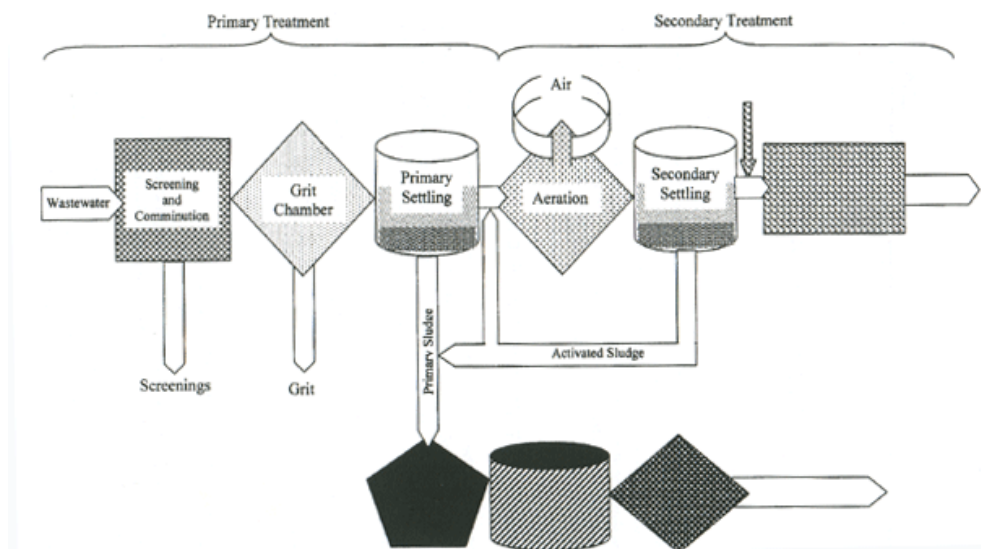 Primary Treatment
Secondary Treatment
Air
Wastewater
Screening
and
Comminution
Grit
Chamber
Primary
Settling
Aeration
Secondary
Settling
Primary Sludge
Activated Sludge
Screenings
Grit